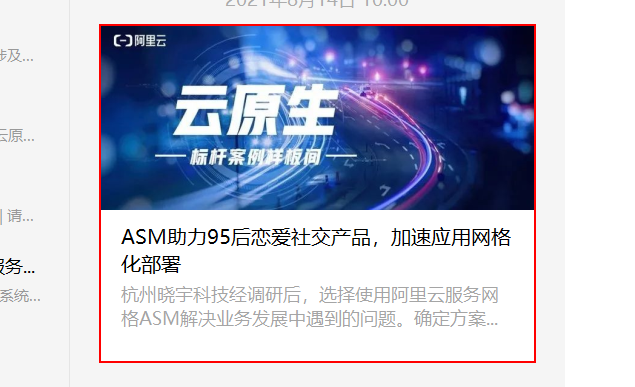 2021年8月14日 10:00
涉及...
云原...
| 请...
服务...
系统...
阿里云
云原生
标杆案例样板间
ASM助力95后恋爱社交产品，加速应用网格
化部署
杭州晓宇科技经调研后，选择使用阿里云服务网
格ASM解决业务发展中遇到的问题。确定方案...